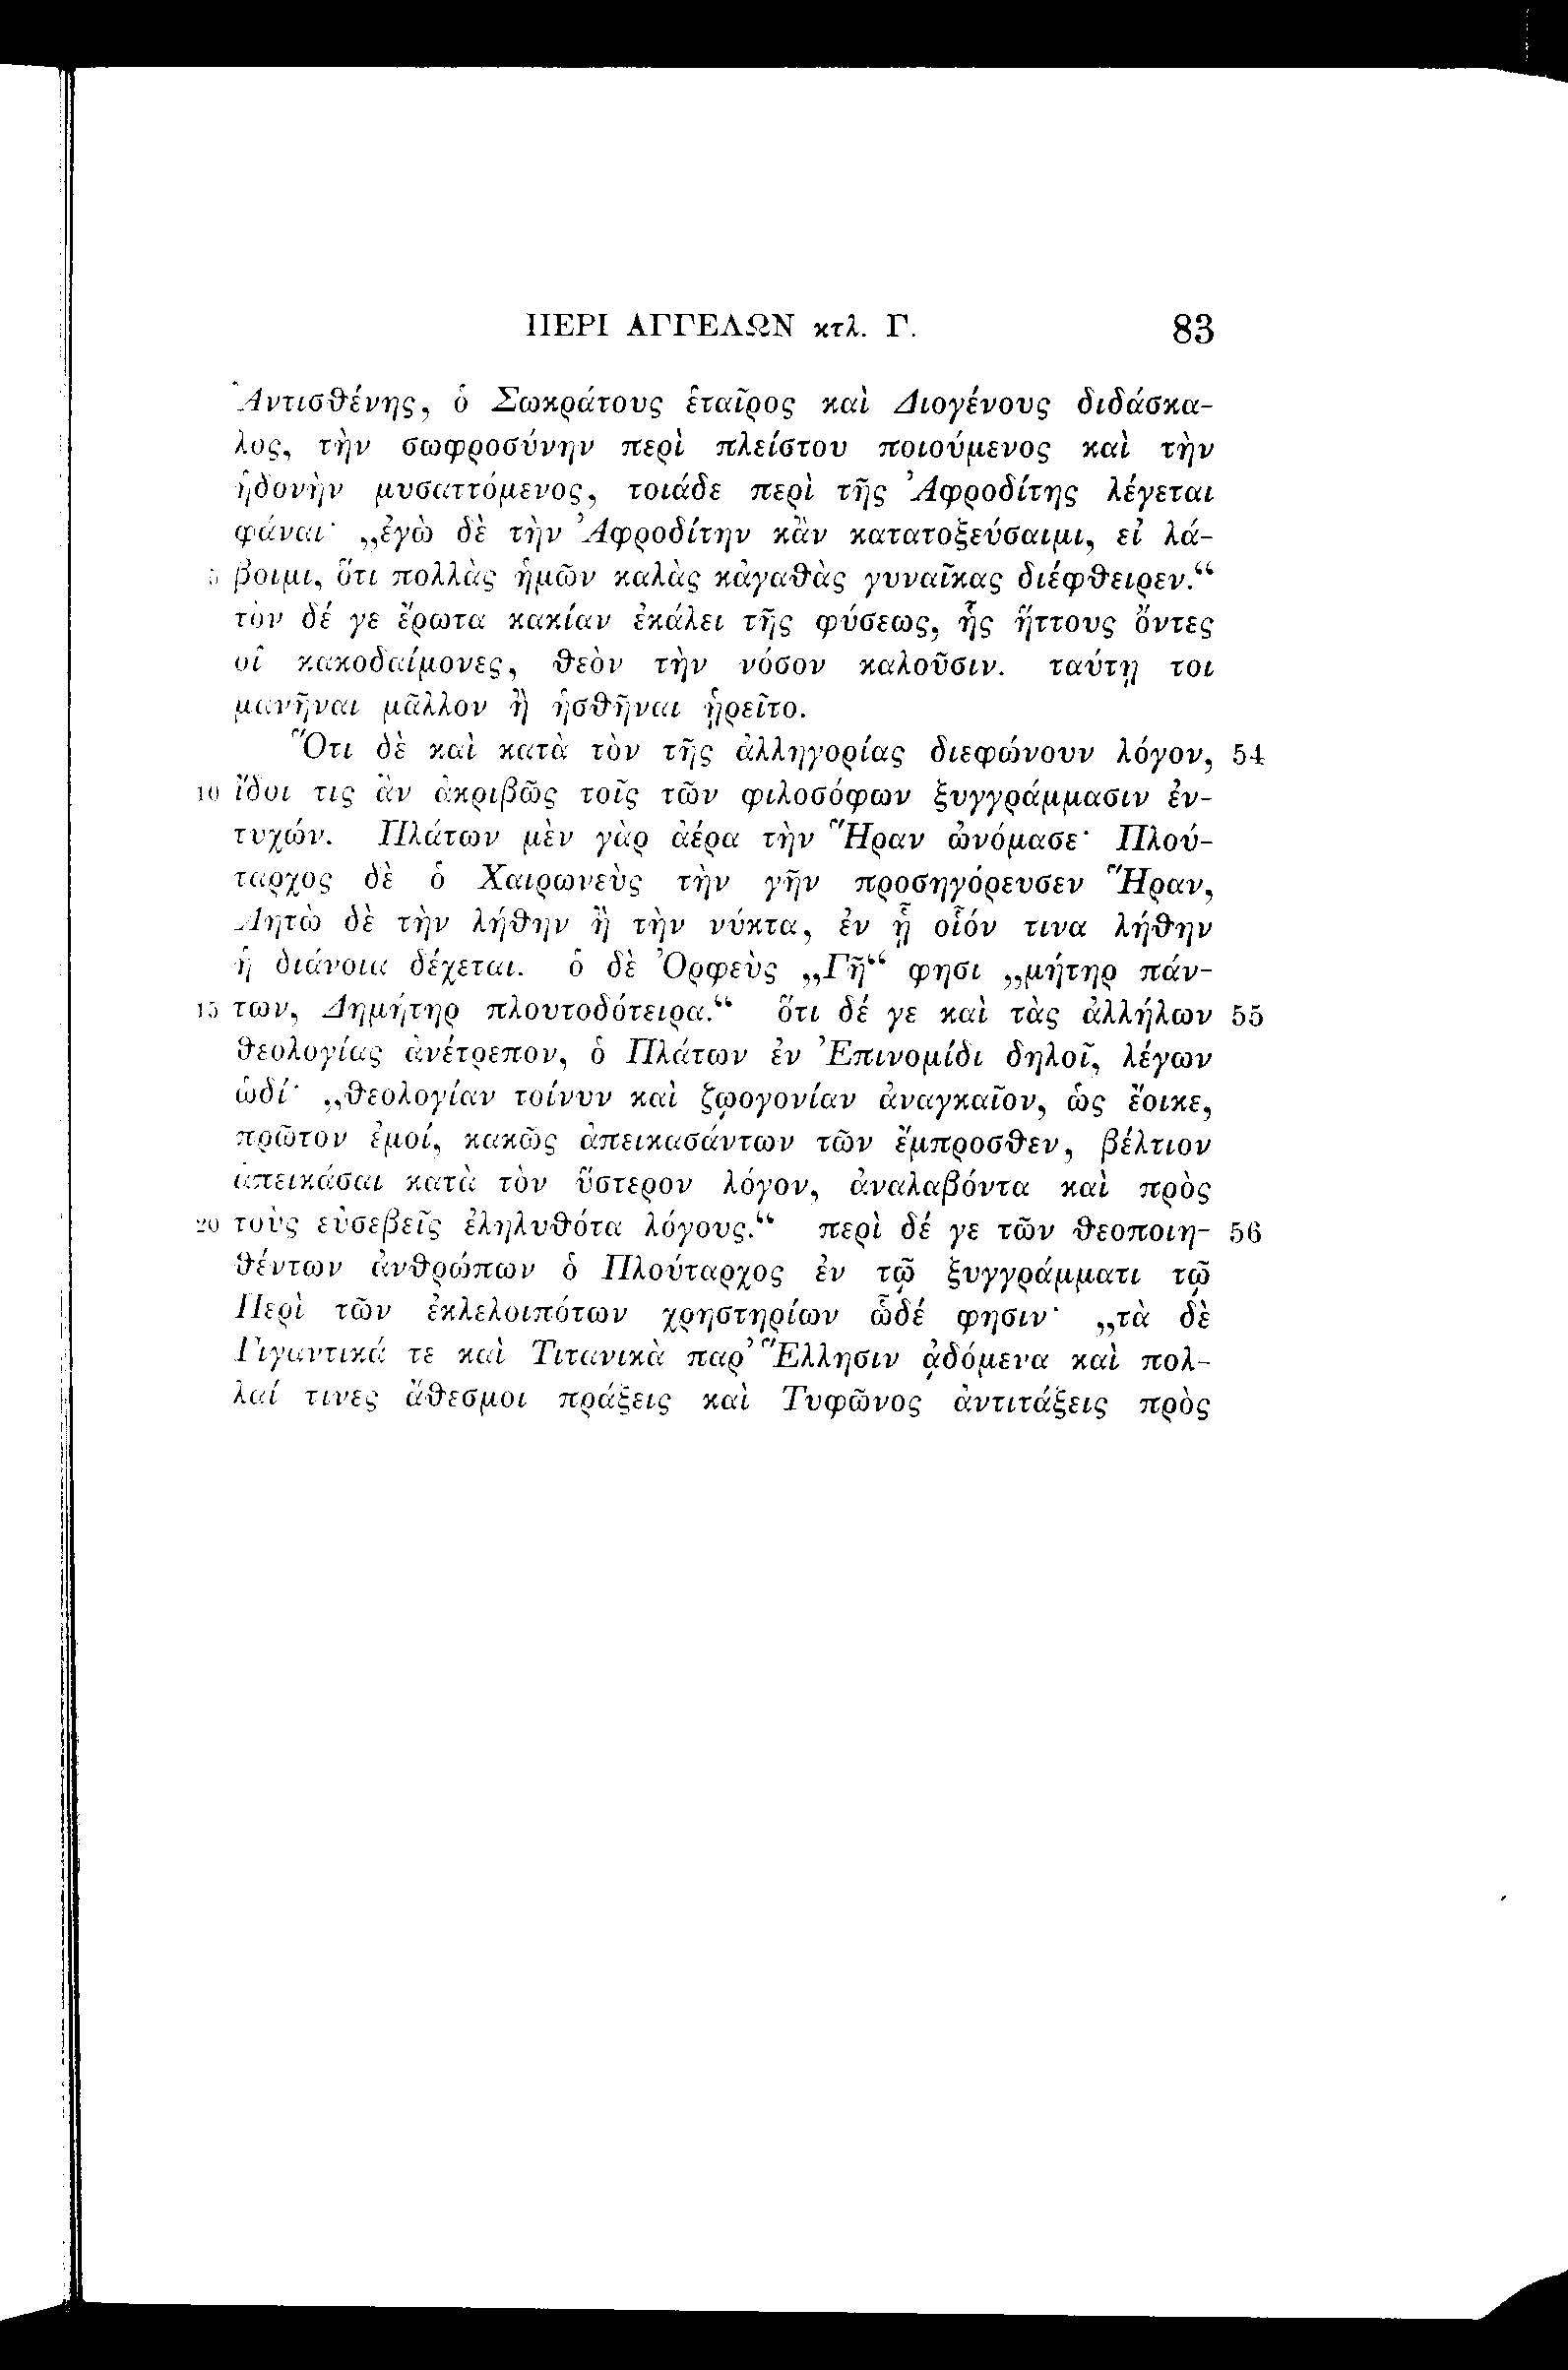 ΠΕΡΙ ΑΓΓΕΛΩΝ κτλ. Γ. 83
Ἀντισθένης, ὁ Σωκράτους ἑταῖρος καὶ Διογένους διδάσκα-
λος, τὴν σωφροσύνην περὶ πλείστου ποιούμενος καὶ τὴν
ἡδονὴν μυσαττόμενος, τοιάδε περὶ τῆς Ἀφροδίτης λέγεται
φάναι· „ἐγὼ δὲ τὴν Ἀφροδίτην κἂν κατατοξεύσαιμι, εἰ λά-
5 βοιμι, ὅτι πολλὰς ἡμῶν καλὰς κἀγαθὰς γυναῖκας διέφθειρεν.“
τὸν δέ γε ἔρωτα κακίαν ἐκάλει τῆς φύσεως, ἧς ἥττους ὄντες
οἱ κακοδαίμονες, θεὸν τὴν νόσον καλοῦσιν. ταύτῃ τοι
μανῆναι μᾶλλον ἢ ἡσθῆναι ᾑρεῖτο.
Ὅτι δὲ καὶ κατὰ τὸν τῆς ἀλληγορίας διεφώνουν λόγον, 54
10 ἴδοι τις ἂν ἀκριβῶς τοῖς τῶν φιλοσόφων ξυγγράμμασιν ἐν-
τυχών. Πλάτων μὲν γὰρ ἀέρα τὴν Ἥραν ὠνόμασε· Πλού-
ταρχος δὲ ὁ Χαιρωνεὺς τὴν γῆν προσηγόρευσεν Ἥραν,
Λητὼ δὲ τὴν λήθην ἢ τὴν νύκτα, ἐν ᾗ οἷόν τινα λήθην
ἡ διάνοια δέχεται. ὁ δὲ Ὀρφεὺς „Γῆ“ φησι „μήτηρ πάν-
15 των, Δημήτηρ πλουτοδότειρα.“ ὅτι δέ γε καὶ τὰς ἀλλήλων 55
θεολογίας ἀνέτρεπον, ὁ Πλάτων ἐν Ἐπινομίδι δηλοῖ, λέγων
ὡδί· „θεολογίαν τοίνυν καὶ ζῳογονίαν ἀναγκαῖον, ὡς ἔοικε,
πρῶτον ἐμοί, κακῶς ἀπεικασάντων τῶν ἔμπροσθεν, βέλτιον
ἀπεικάσαι κατὰ τὸν ὕστερον λόγον, ἀναλαβόντα καὶ πρὸς
20 τοὺς εὐσεβεῖς ἐληλυθότα λόγους.“ περὶ δέ γε τῶν θεοποιη- 56
θέντων ἀνθρώπων ὁ Πλούταρχος ἐν τῷ ξυγγράμματι τῷ
Περὶ τῶν ἐκλελοιπότων χρηστηρίων ὧδέ φησιν· „τὰ δὲ
Γιγαντικά τε καὶ Τιτανικὰ παρ’ Ἕλλησιν ᾀδόμενα καὶ πολ-
λαί τινες ἄθεσμοι πράξεις καὶ Τυφῶνος ἀντιτάξεις πρὸς